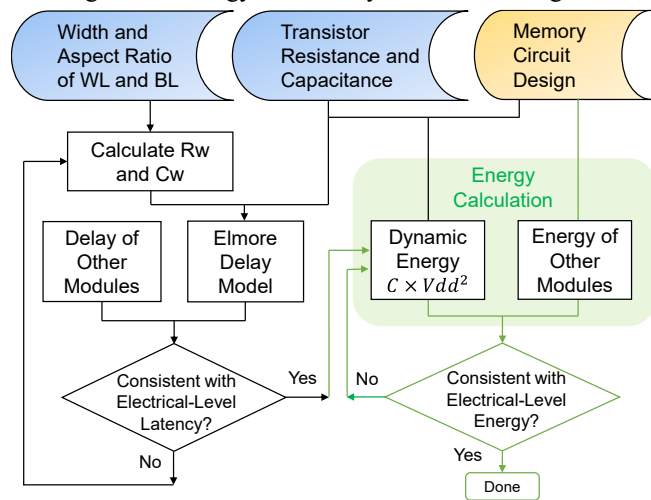 Width and
Aspect Ratio
of WL and BL
Transistor
Resistance and
Capacitance
Memory
Circuit
Design
Calculate Rw
and Cw
Energy
Calculation
Delay of
Other
Modules
Elmore
Delay
Model
Dynamic
Energy
C × Vdd²
Energy of
Other
Modules
Consistent with
Electrical-Level
Latency?
Yes
No
No
Consistent with
Electrical-Level
Energy?
Yes
Done